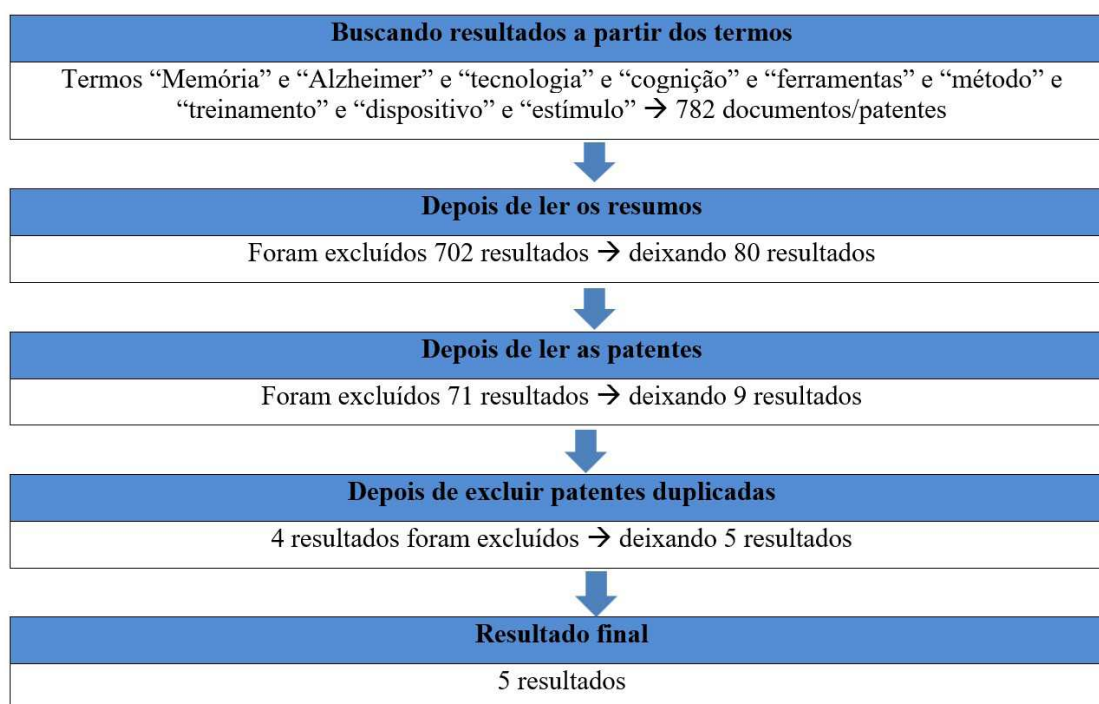 Buscando resultados a partir dos termos
Termos “Memória” e “Alzheimer” e “tecnologia” e “cognição” e “ferramentas” e “método” e
“treinamento” e “dispositivo” e “estímulo” → 782 documentos/patentes
Depois de ler os resumos
Foram excluídos 702 resultados → deixando 80 resultados
Depois de ler as patentes
Foram excluídos 71 resultados → deixando 9 resultados
Depois de excluir patentes duplicadas
4 resultados foram excluídos → deixando 5 resultados
Resultado final
5 resultados